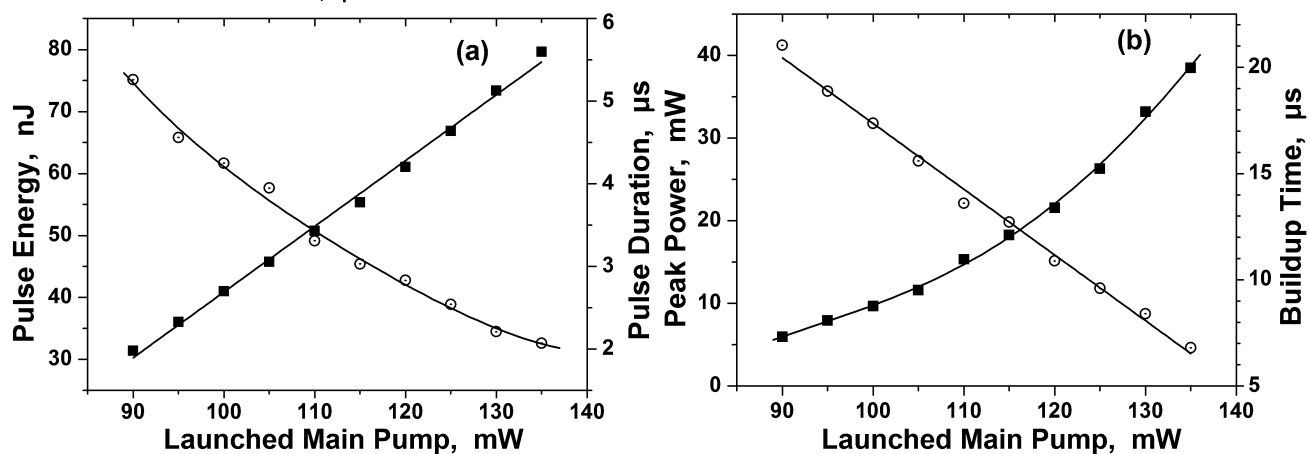 (a)
Pulse Energy, nJ
80
70
60
50
40
30
6
5
4
3
2
Pulse Duration, µs
90 100 110 120 130 140
Launched Main Pump, mW
(b)
Peak Power, mW
40
30
20
10
0
20
15
10
5
Buildup Time, µs
90 100 110 120 130 140
Launched Main Pump, mW